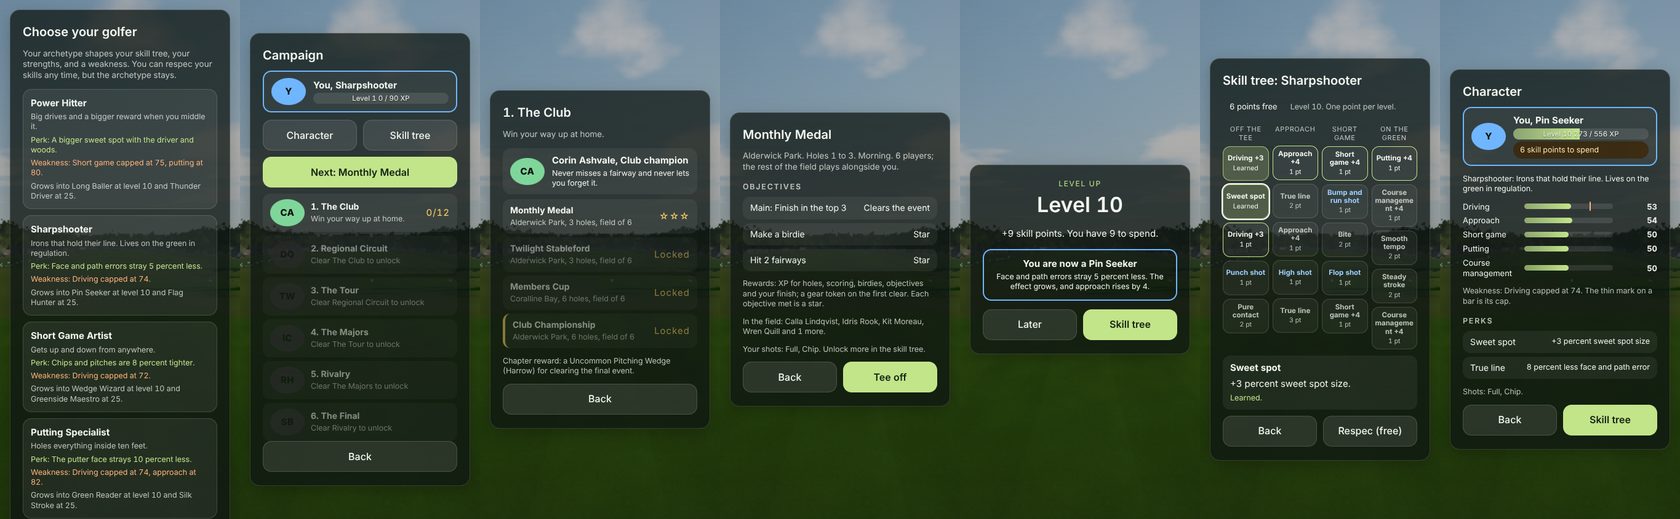 Choose your golfer
Your archetype shapes your skill tree, your
strengths, and a weakness. You can respec your
skills any time, but the archetype stays.
Power Hitter
Big drives and a bigger reward when you middle
it.
Perk: A bigger sweet spot with the driver and
woods.
Weakness: Short game capped at 75, putting at
80.
Grows into Long Baller at level 10 and Thunder
Driver at 25.
Sharpshooter
Irons that hold their line. Lives on the green in
regulation.
Perk: Face and path errors stray 5 percent less.
Weakness: Driving capped at 74.
Grows into Pin Seeker at level 10 and Flag
Hunter at 25.
Short Game Artist
Gets up and down from anywhere.
Perk: Chips and pitches are 8 percent tighter.
Weakness: Driving capped at 72.
Grows into Wedge Wizard at level 10 and
Greenside Maestro at 25.
Putting Specialist
Holes everything inside ten feet.
Perk: The putter face strays 10 percent less.
Weakness: Driving capped at 74, approach at
82.
Grows into Green Reader at level 10 and Silk
Stroke at 25.
Campaign
Y
You, Sharpshooter
Level 1 0 / 90 XP
Character
Skill tree
Next: Monthly Medal
CA
1. The Club
Win your way up at home.
0/12
DO
2. Regional Circuit
Clear The Club to unlock
TW
3. The Tour
Clear Regional Circuit to unlock
IC
4. The Majors
Clear The Tour to unlock
RH
5. Rivalry
Clear The Majors to unlock
SB
6. The Final
Clear Rivalry to unlock
Back
1. The Club
Win your way up at home.
CA
Corin Ashvale, Club champion
Never misses a fairway and never lets
you forget it.
Monthly Medal
Alderwick Park, 3 holes, field of 6
☆☆☆
Twilight Stableford
Alderwick Park, 3 holes, field of 6
Locked
Members Cup
Coralline Bay, 6 holes, field of 6
Locked
Club Championship
Alderwick Park, 6 holes, field of 6
Locked
Chapter reward: a Uncommon Pitching Wedge
(Harrow) for clearing the final event.
Back
Monthly Medal
Alderwick Park. Holes 1 to 3. Morning. 6 players;
the rest of the field plays alongside you.
OBJECTIVES
Main: Finish in the top 3 Clears the event
Make a birdie Star
Hit 2 fairways Star
Rewards: XP for holes, scoring, birdies, objectives
and your finish; a gear token on the first clear. Each
objective met is a star.
In the field: Calla Lindqvist, Idris Rook, Kit Moreau,
Wren Quill and 1 more.
Your shots: Full, Chip. Unlock more in the skill tree.
Back
Tee off
LEVEL UP
Level 10
+9 skill points. You have 9 to spend.
You are now a Pin Seeker
Face and path errors stray 5 percent less. The
effect grows, and approach rises by 4.
Later
Skill tree
Skill tree: Sharpshooter
6 points free
Level 10. One point per level.
OFF THE
TEE
APPROACH
SHORT
GAME
ON THE
GREEN
Driving +3
Learned
Approach
+4
1 pt
Short
game +4
1 pt
Putting +4
1 pt
Sweet spot
Learned
True line
2 pt
Bump and
run shot
1 pt
Course
manageme
nt +4
1 pt
Driving +3
1 pt
Approach
+4
1 pt
Bite
2 pt
Smooth
tempo
2 pt
Punch shot
1 pt
High shot
1 pt
Flop shot
1 pt
Steady
stroke
2 pt
Pure
contact
2 pt
True line
3 pt
Short
game +4
1 pt
Course
manageme
nt +4
1 pt
Sweet spot
+3 percent sweet spot size.
Learned.
Back
Respec (free)
Character
Y
You, Pin Seeker
Level 10 273 / 556 XP
6 skill points to spend
Sharpshooter: Irons that hold their line. Lives on the
green in regulation.
Driving 53
Approach 54
Short game 50
Putting 50
Course
management 50
Weakness: Driving capped at 74. The thin mark on a
bar is its cap.
PERKS
Sweet spot +3 percent sweet spot size
True line 8 percent less face and path error
Shots: Full, Chip.
Back
Skill tree